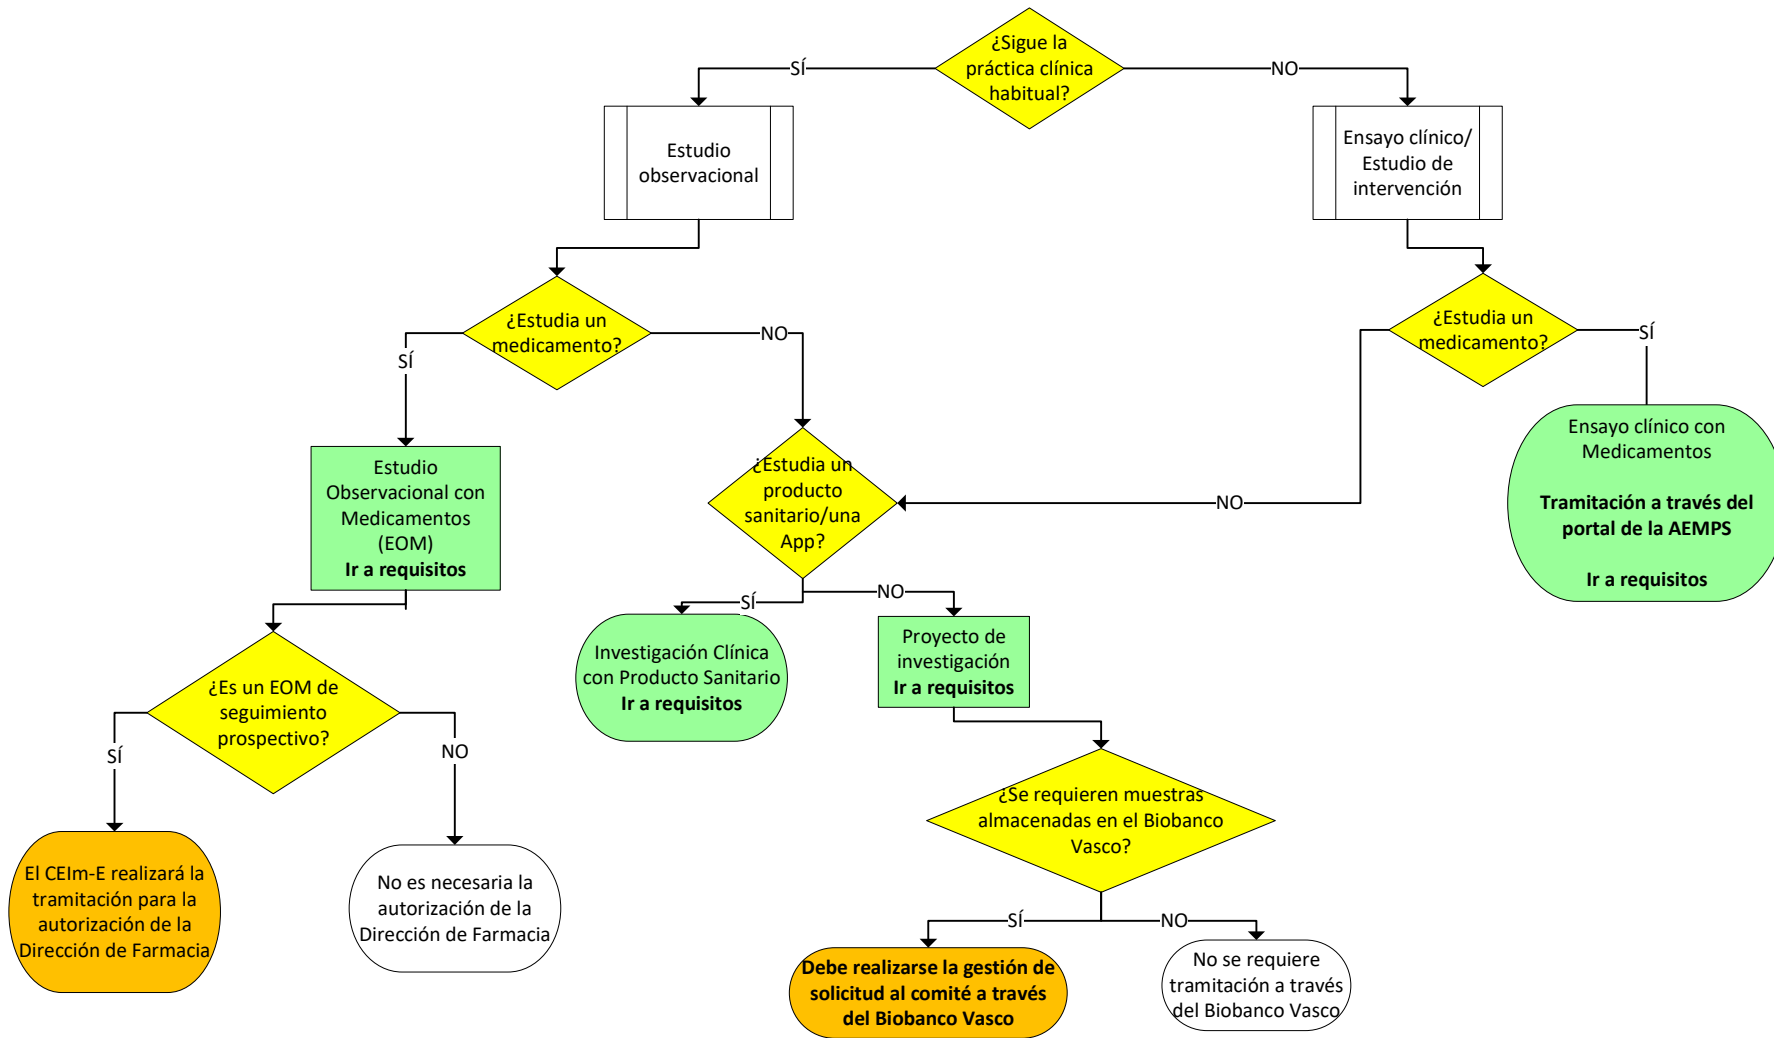 ¿Sigue la
práctica clínica
habitual?
SÍ
NO
Estudio
observacional
Ensayo clínico/
Estudio de
intervención
¿Estudia un
medicamento?
SÍ
NO
¿Estudia un
medicamento?
SÍ
NO
Estudio
Observacional con
Medicamentos
(EOM)
Ir a requisitos
¿Estudia un
producto
sanitario/una
App?
Ensayo clínico con
Medicamentos
Tramitación a través del
portal de la AEMPS
Ir a requisitos
SÍ
NO
¿Es un EOM de
seguimiento
prospectivo?
SÍ
NO
Investigación Clínica
con Producto Sanitario
Ir a requisitos
Proyecto de
investigación
Ir a requisitos
¿Se requieren muestras
almacenadas en el Biobanco
Vasco?
SÍ
NO
El CEIm-E realizará la
tramitación para la
autorización de la
Dirección de Farmacia
No es necesaria la
autorización de la
Dirección de Farmacia
Debe realizarse la gestión de
solicitud al comité a través
del Biobanco Vasco
No se requiere
tramitación a través
del Biobanco Vasco